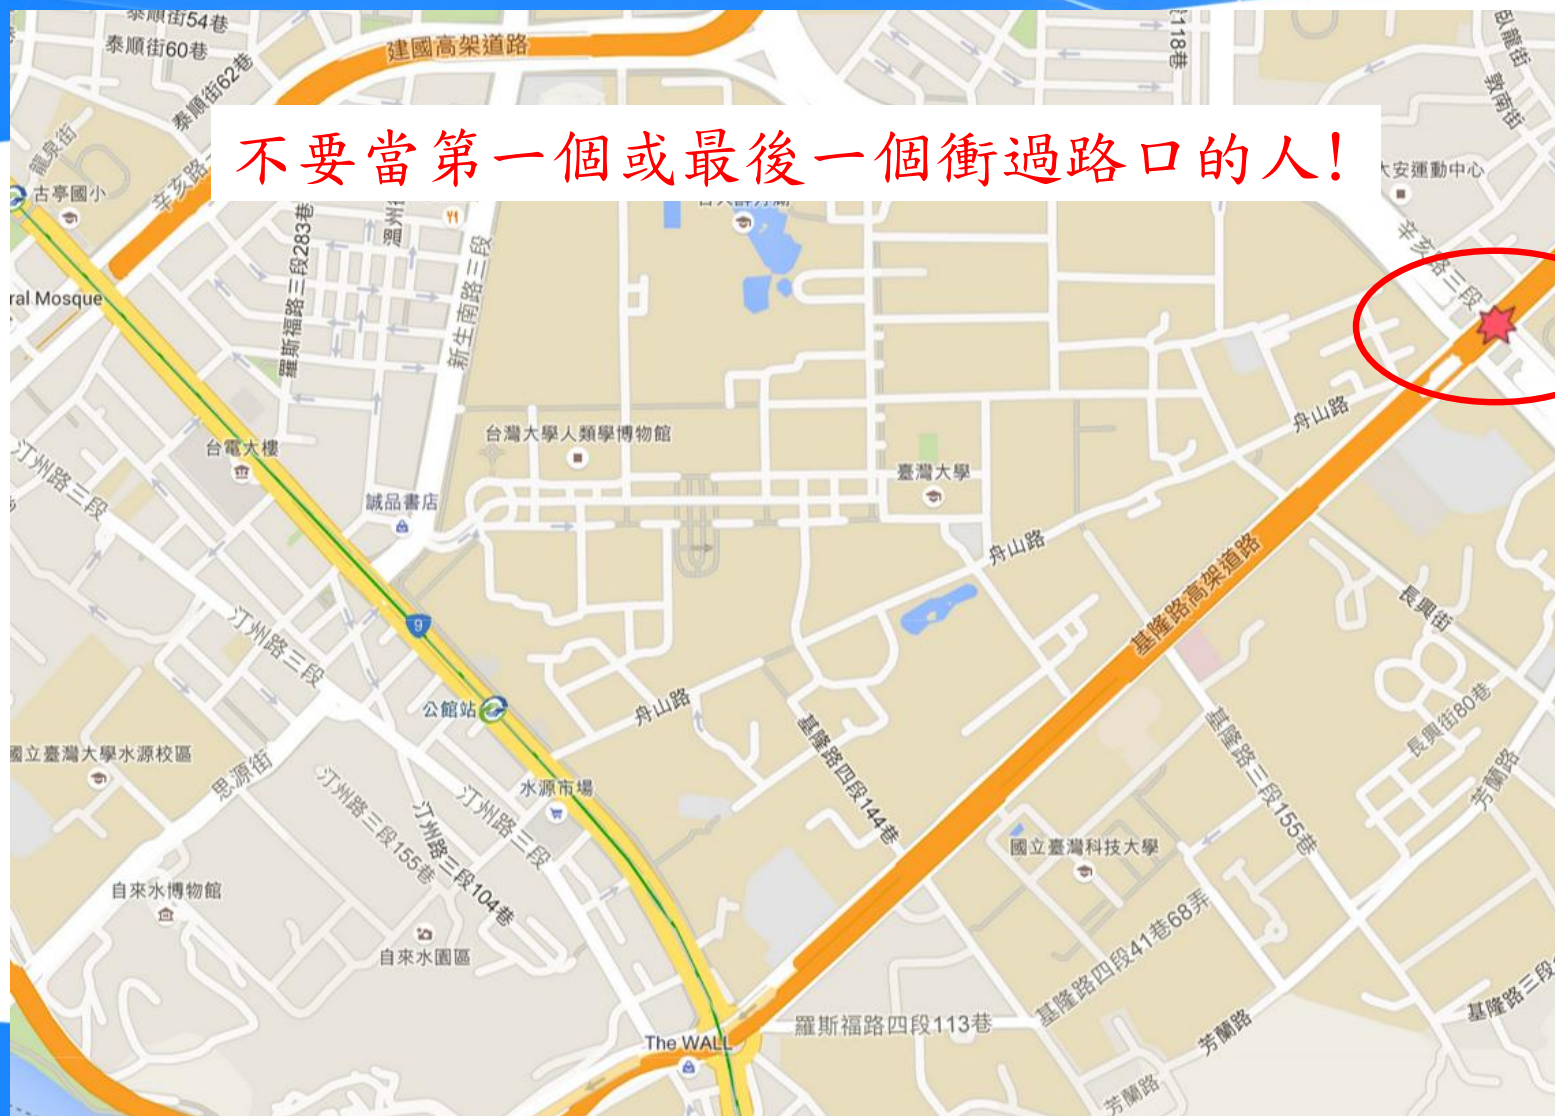 泰順街54巷
泰順街60巷
泰順街62巷
建國高架道路
118巷
臥龍街
敦南街
不要當第一個或最後一個衝過路口的人!
龍泉街
古亭國小
辛亥路
羅斯福路三段283巷
溫州街
新生南路三段
大安運動中心
辛亥路三段
ral Mosque
台電大樓
汀州路三段
誠品書店
台灣大學人類學博物館
臺灣大學
舟山路
舟山路
基隆路高架道路
長興街
9
汀州路三段
公館站
舟山路
基隆路四段144巷
基隆路三段155巷
長興街80巷
芳蘭路
國立臺灣大學水源校區
思源街
水源市場
汀州路三段155巷
汀州路三段104巷
汀州路三段
國立臺灣科技大學
自來水博物館
自來水園區
基隆路四段41巷68弄
羅斯福路四段113巷
芳蘭路
基隆路三段
The WALL
芳蘭路